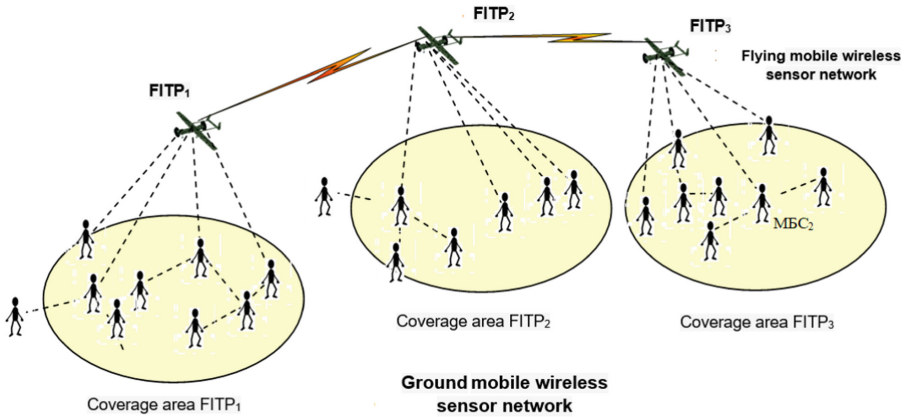 FITP₂
FITP₃
Flying mobile wireless
sensor network
FITP₁
МБС₂
Coverage area FITP₂
Coverage area FITP₃
Ground mobile wireless
sensor network
Coverage area FITP₁